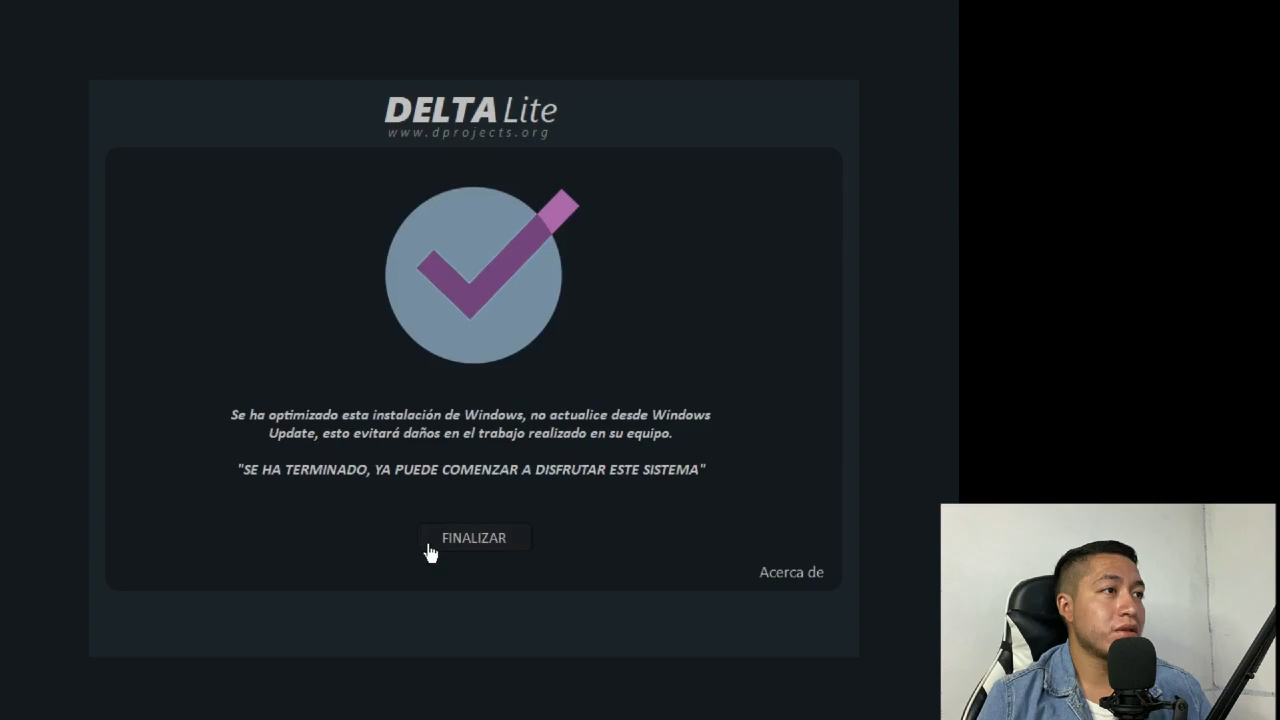 DELTA Lite
www.dprojects.org
Se ha optimizado esta instalación de Windows, no actualice desde Windows
Update, esto evitará daños en el trabajo realizado en su equipo.
"SE HA TERMINADO, YA PUEDE COMENZAR A DISFRUTAR ESTE SISTEMA"
FINALIZAR
Acerca de